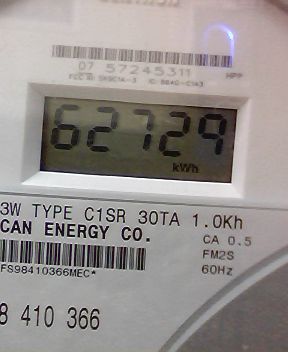 07 57245311 HPP
62729
kWh
3W TYPE C1SR 30TA 1.0Kh
CAN ENERGY CO. CA 0.5
FM2S
FS98410366MEC* 60Hz
8 410 366